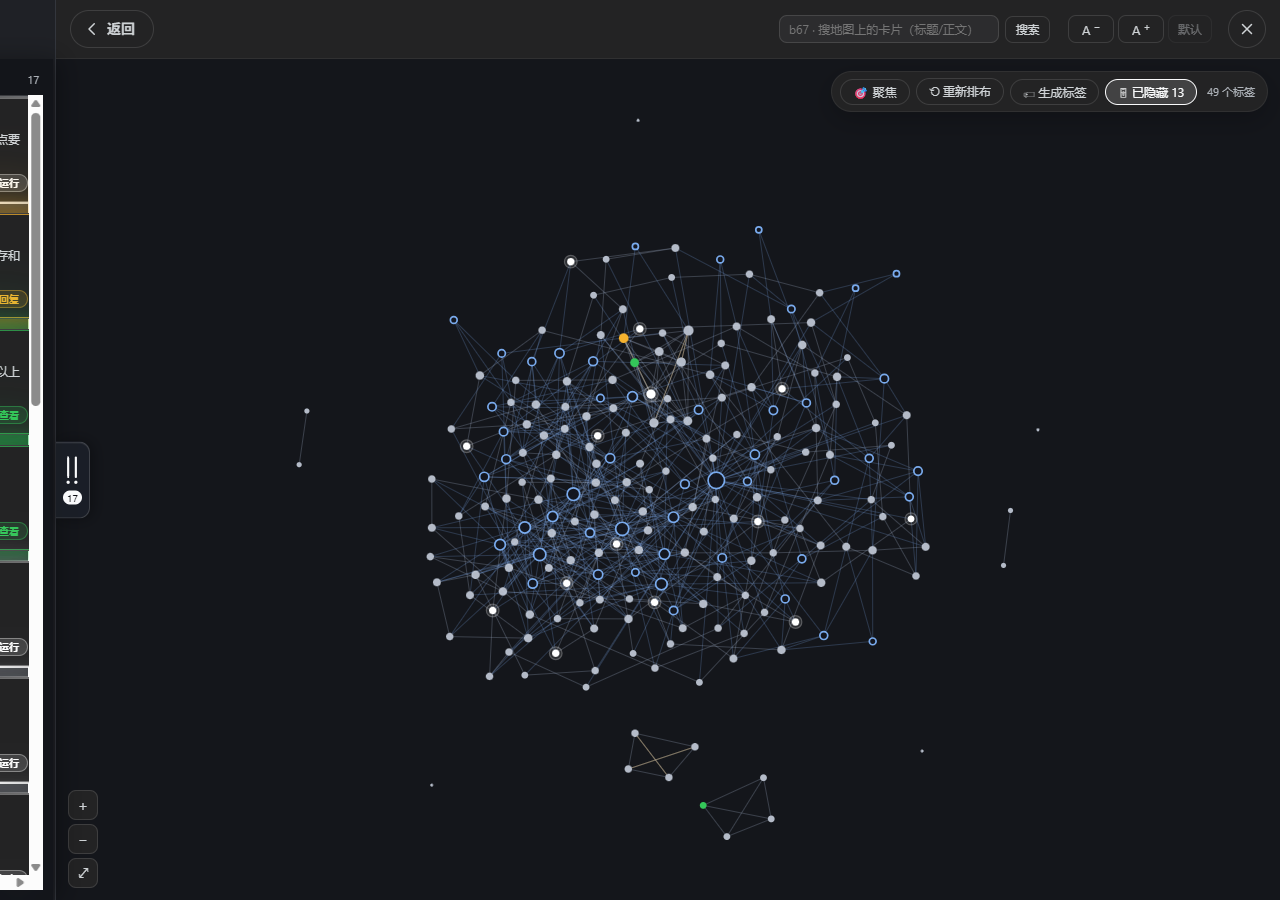 返回
b67 · 搜地图上的卡片（标题/正文）
搜索
A⁻
A⁺
默认
17
聚焦
重新排布
生成标签
已隐藏 13
49 个标签
点要
运行
存和
回复
以上
查看
17
查看
运行
运行
+
−